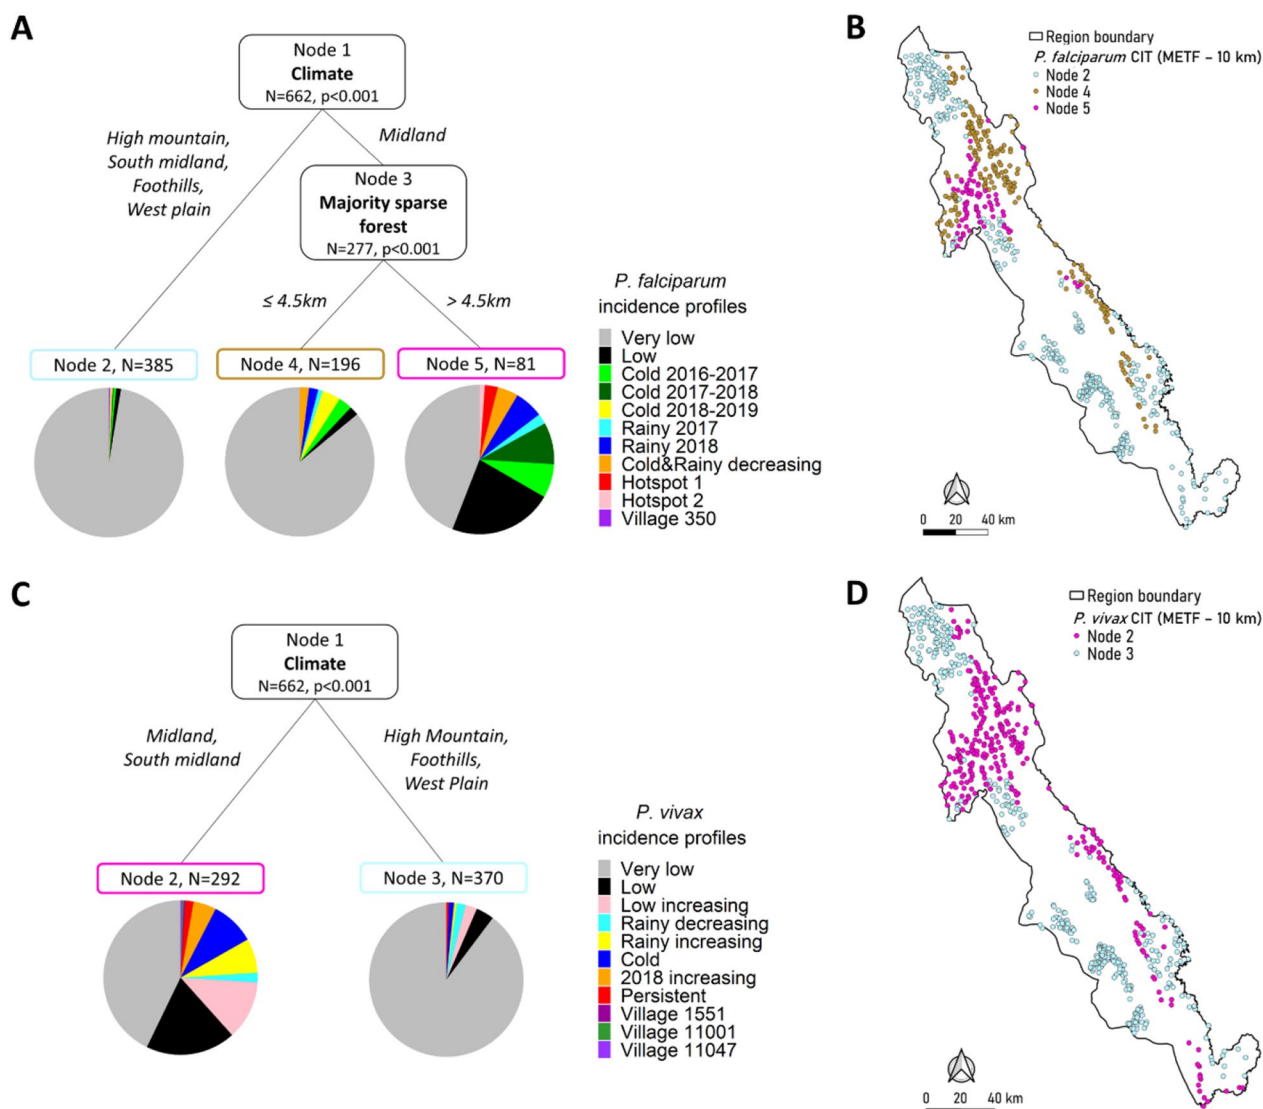 A
Node 1
Climate
N=662, p<0.001
High mountain,
South midland,
Foothills,
West plain
Midland
Node 3
Majority sparse
forest
N=277, p<0.001
≤ 4.5km
> 4.5km
Node 2, N=385
Node 4, N=196
Node 5, N=81
P. falciparum
incidence profiles
Very low
Low
Cold 2016-2017
Cold 2017-2018
Cold 2018-2019
Rainy 2017
Rainy 2018
Cold&Rainy decreasing
Hotspot 1
Hotspot 2
Village 350
B
Region boundary
P. falciparum CIT (METF – 10 km)
Node 2
Node 4
Node 5
0 20 40 km
C
Node 1
Climate
N=662, p<0.001
Midland,
South midland
High Mountain,
Foothills,
West Plain
Node 2, N=292
Node 3, N=370
P. vivax
incidence profiles
Very low
Low
Low increasing
Rainy decreasing
Rainy increasing
Cold
2018 increasing
Persistent
Village 1551
Village 11001
Village 11047
D
Region boundary
P. vivax CIT (METF – 10 km)
Node 2
Node 3
0 20 40 km